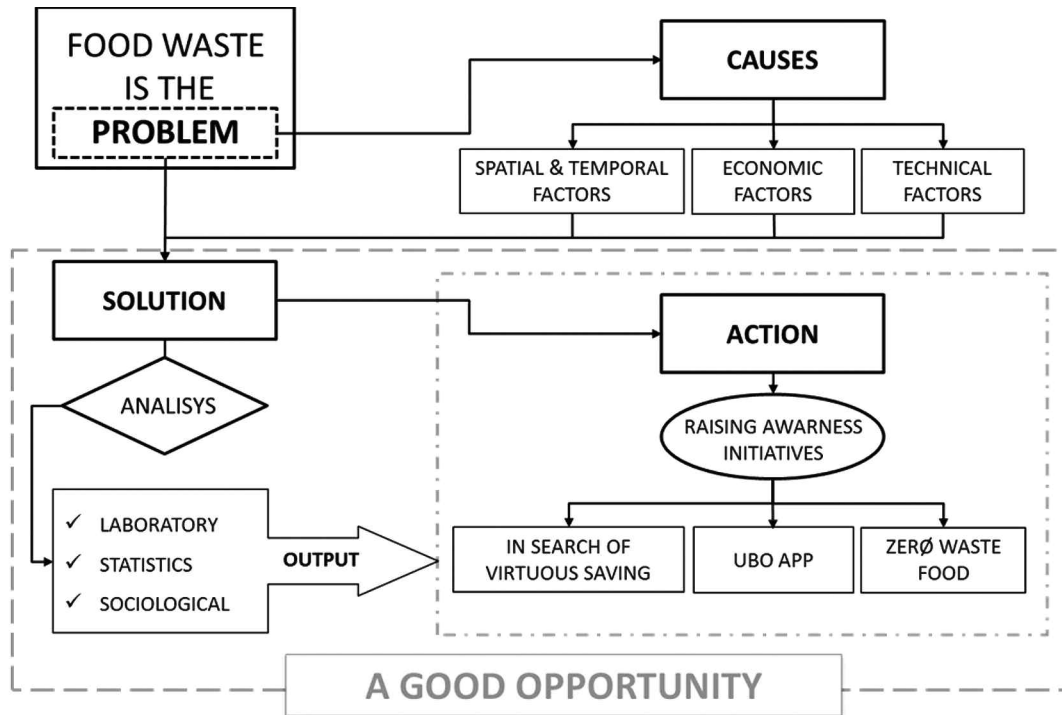 FOOD WASTE
IS THE
PROBLEM
CAUSES
SPATIAL & TEMPORAL
FACTORS
ECONOMIC
FACTORS
TECHNICAL
FACTORS
SOLUTION
ACTION
ANALISYS
RAISING AWARNESS
INITIATIVES
✓ LABORATORY
✓ STATISTICS
✓ SOCIOLOGICAL
OUTPUT
IN SEARCH OF
VIRTUOUS SAVING
UBO APP
ZERØ WASTE
FOOD
A GOOD OPPORTUNITY